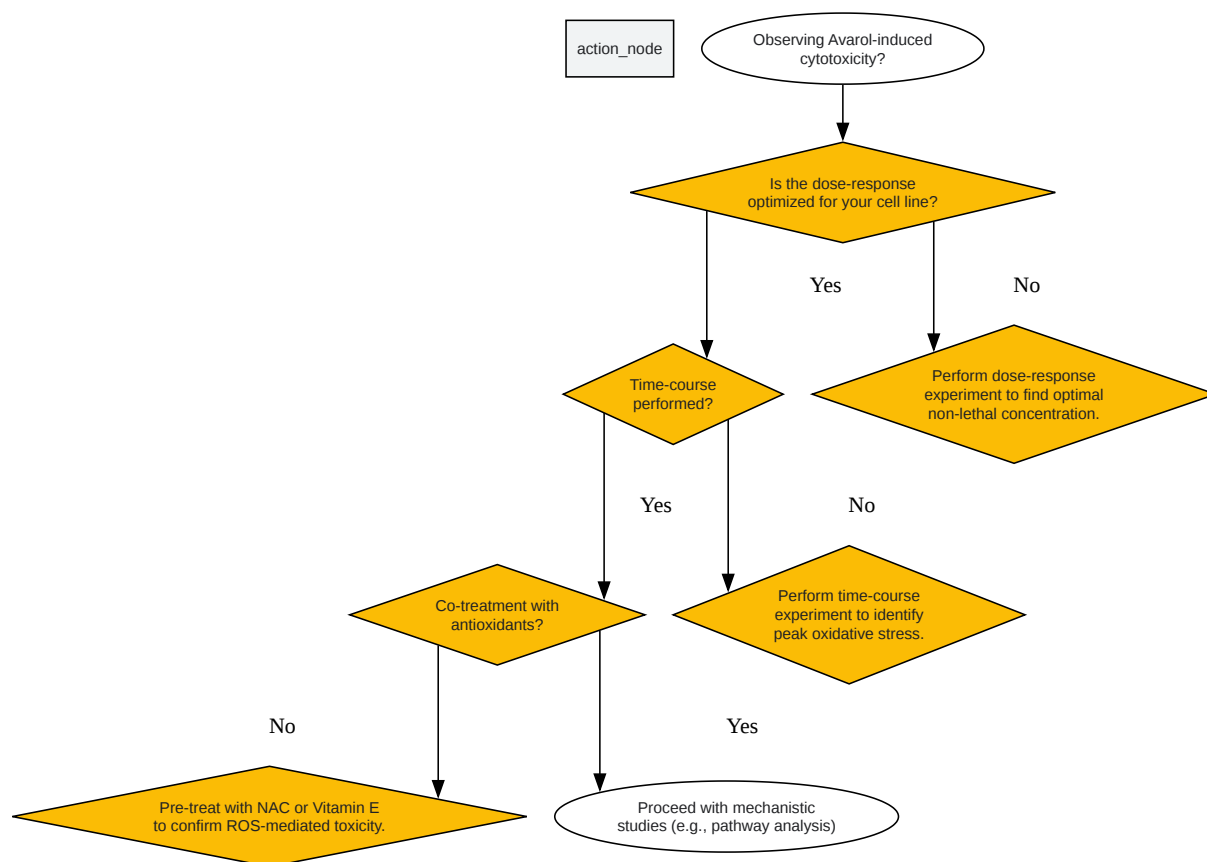 action_node
Observing Avarol-induced
cytotoxicity?
Is the dose-response
optimized for your cell line?
Yes
No
Time-course
performed?
Perform dose-response
experiment to find optimal
non-lethal concentration.
Yes
No
Co-treatment with
antioxidants?
Perform time-course
experiment to identify
peak oxidative stress.
No
Yes
Pre-treat with NAC or Vitamin E
to confirm ROS-mediated toxicity.
Proceed with mechanistic
studies (e.g., pathway analysis)